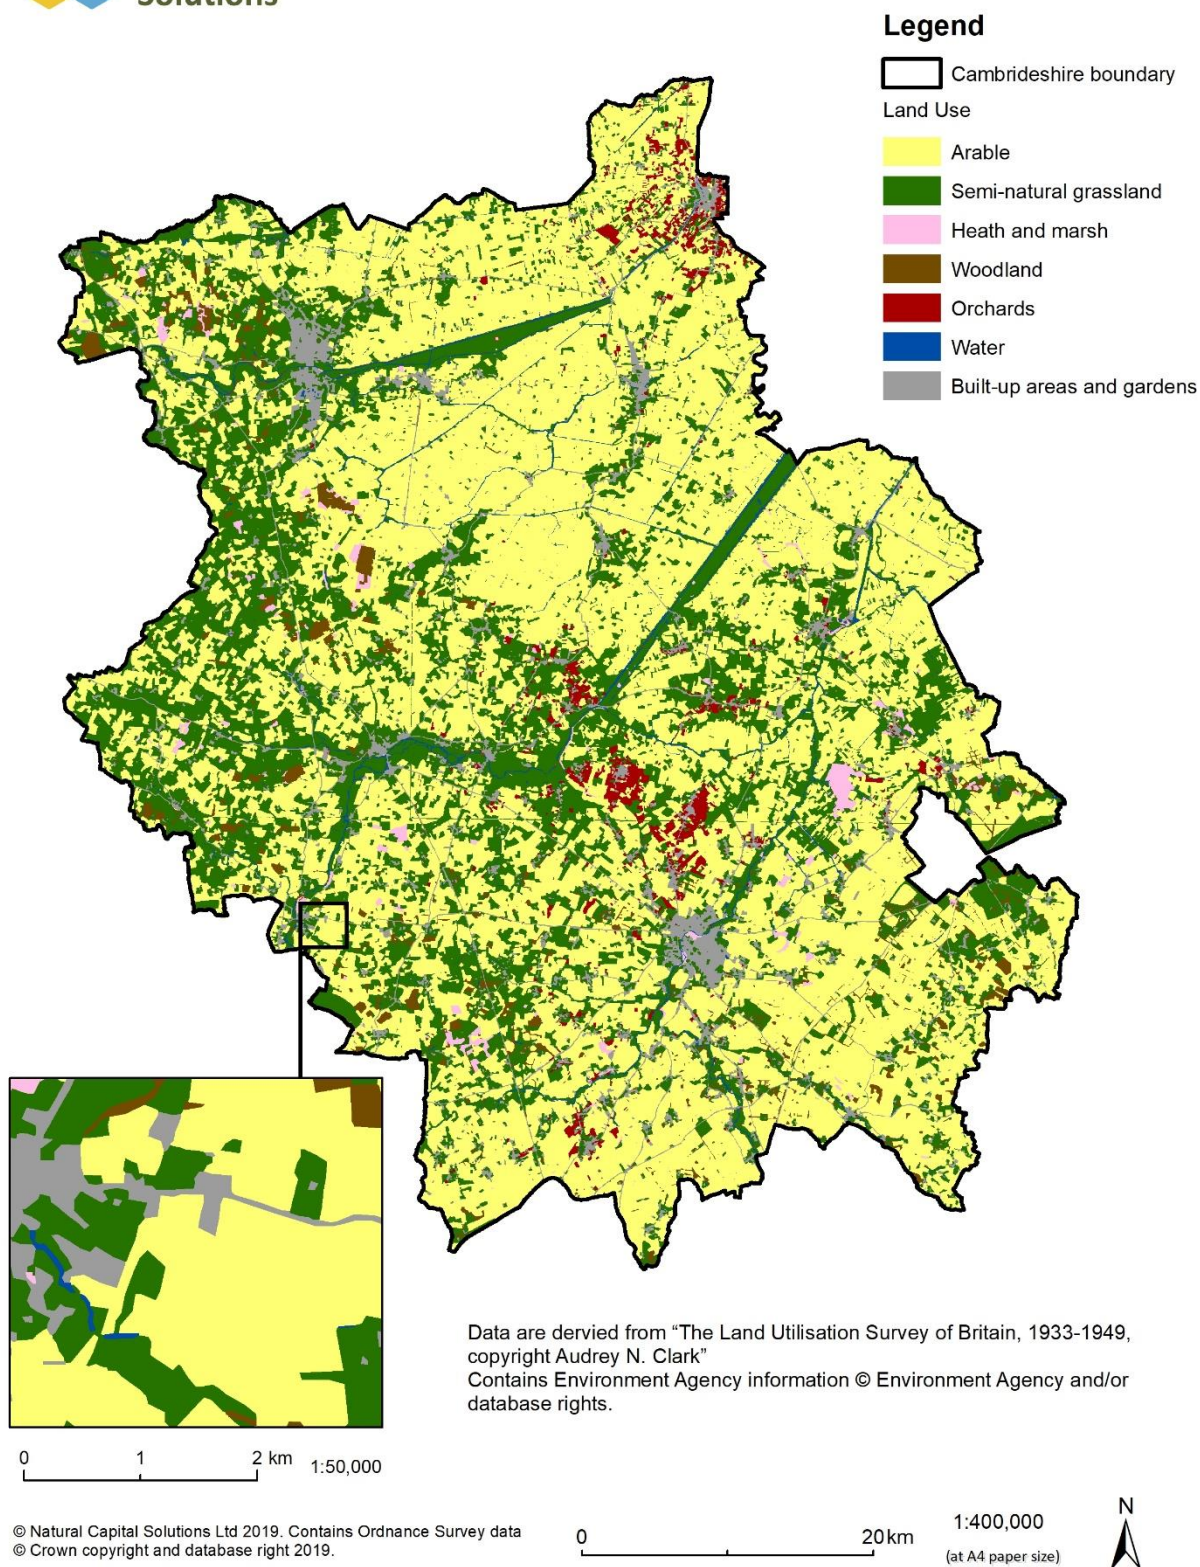 Solutions
Legend
Cambrideshire boundary
Land Use
Arable
Semi-natural grassland
Heath and marsh
Woodland
Orchards
Water
Built-up areas and gardens
Data are dervied from “The Land Utilisation Survey of Britain, 1933-1949,
copyright Audrey N. Clark”
Contains Environment Agency information © Environment Agency and/or
database rights.
0 1 2 km 1:50,000
© Natural Capital Solutions Ltd 2019. Contains Ordnance Survey data
© Crown copyright and database right 2019.
0 20 km
1:400,000
(at A4 paper size)
N